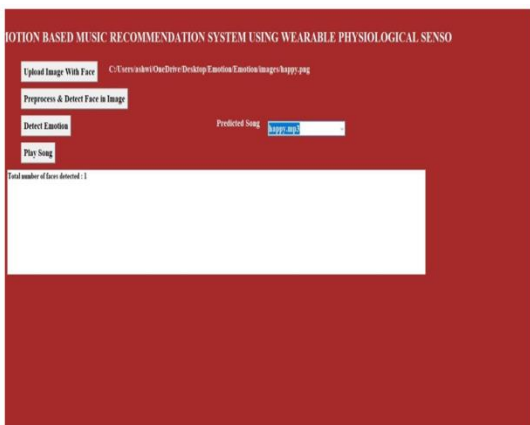 IOTION BASED MUSIC RECOMMENDATION SYSTEM USING WEARABLE PHYSIOLOGICAL SENSO
Upload Image With Face C:/Users/ashwi/OneDrive/Desktop/Emotion/Emotion/images/happy.png
Preprocess & Detect Face in Image
Detect Emotion Predicted Song happy.mp3
Play Song
Total number of faces detected : 1